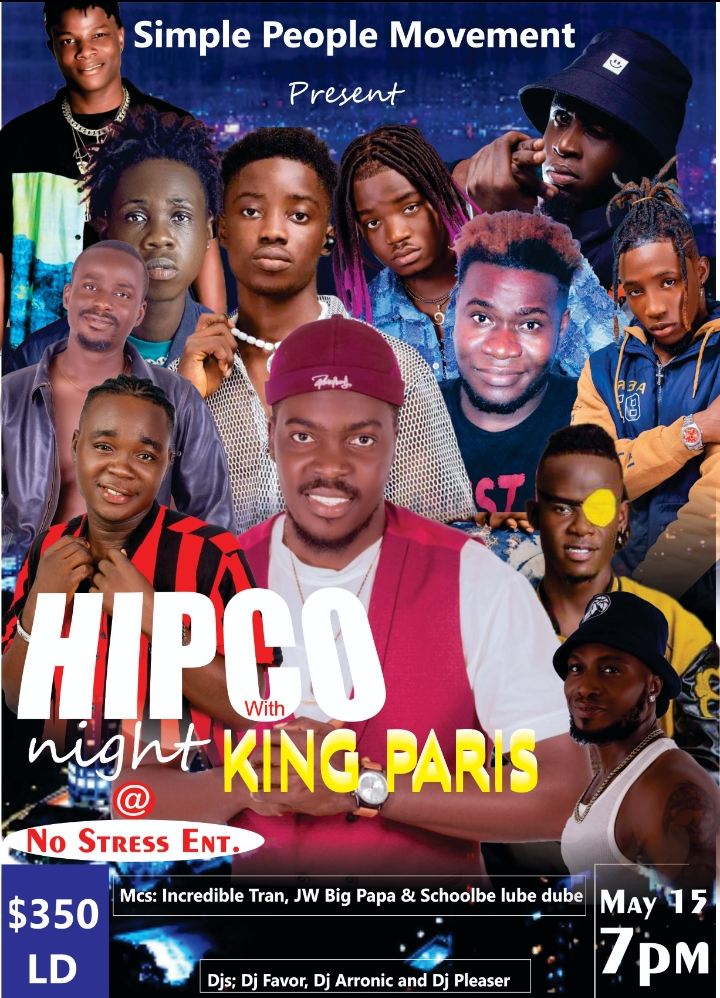 Simple People Movement
Present
ST
HIPCO
With
night KING PARIS
@
No Stress Ent.
$350
LD
Mcs: Incredible Tran, JW Big Papa & Schoolbe lube dube
Djs; Dj Favor, Dj Arronic and Dj Pleaser
May 15
7pm